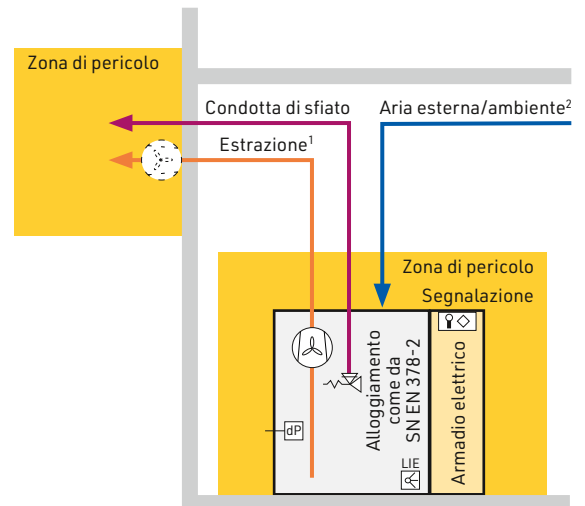 Zona di pericolo
Condotta di sfiato
Aria esterna/ambiente²
Estrazione¹
Zona di pericolo
Segnalazione
Alloggiamento
come da
SN EN 378-2
Armadio elettrico
dP
LIE